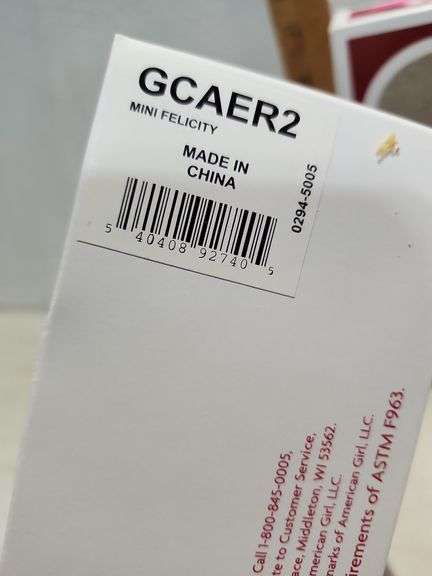 GCAER2
MINI FELICITY
MADE IN
CHINA
0294-5005
5 40408 92740 5
Call 1-800-845-0005,
te to Customer Service,
ace, Middleton, WI 53562.
merican Girl, LLC.
marks of American Girl, LLC.
irements of ASTM F963.